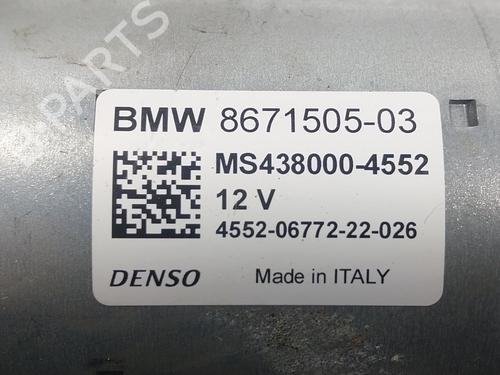 PARTS
BMW 8671505-03
MS438000-4552
12 V
4552-06772-22-026
DENSO Made in ITALY